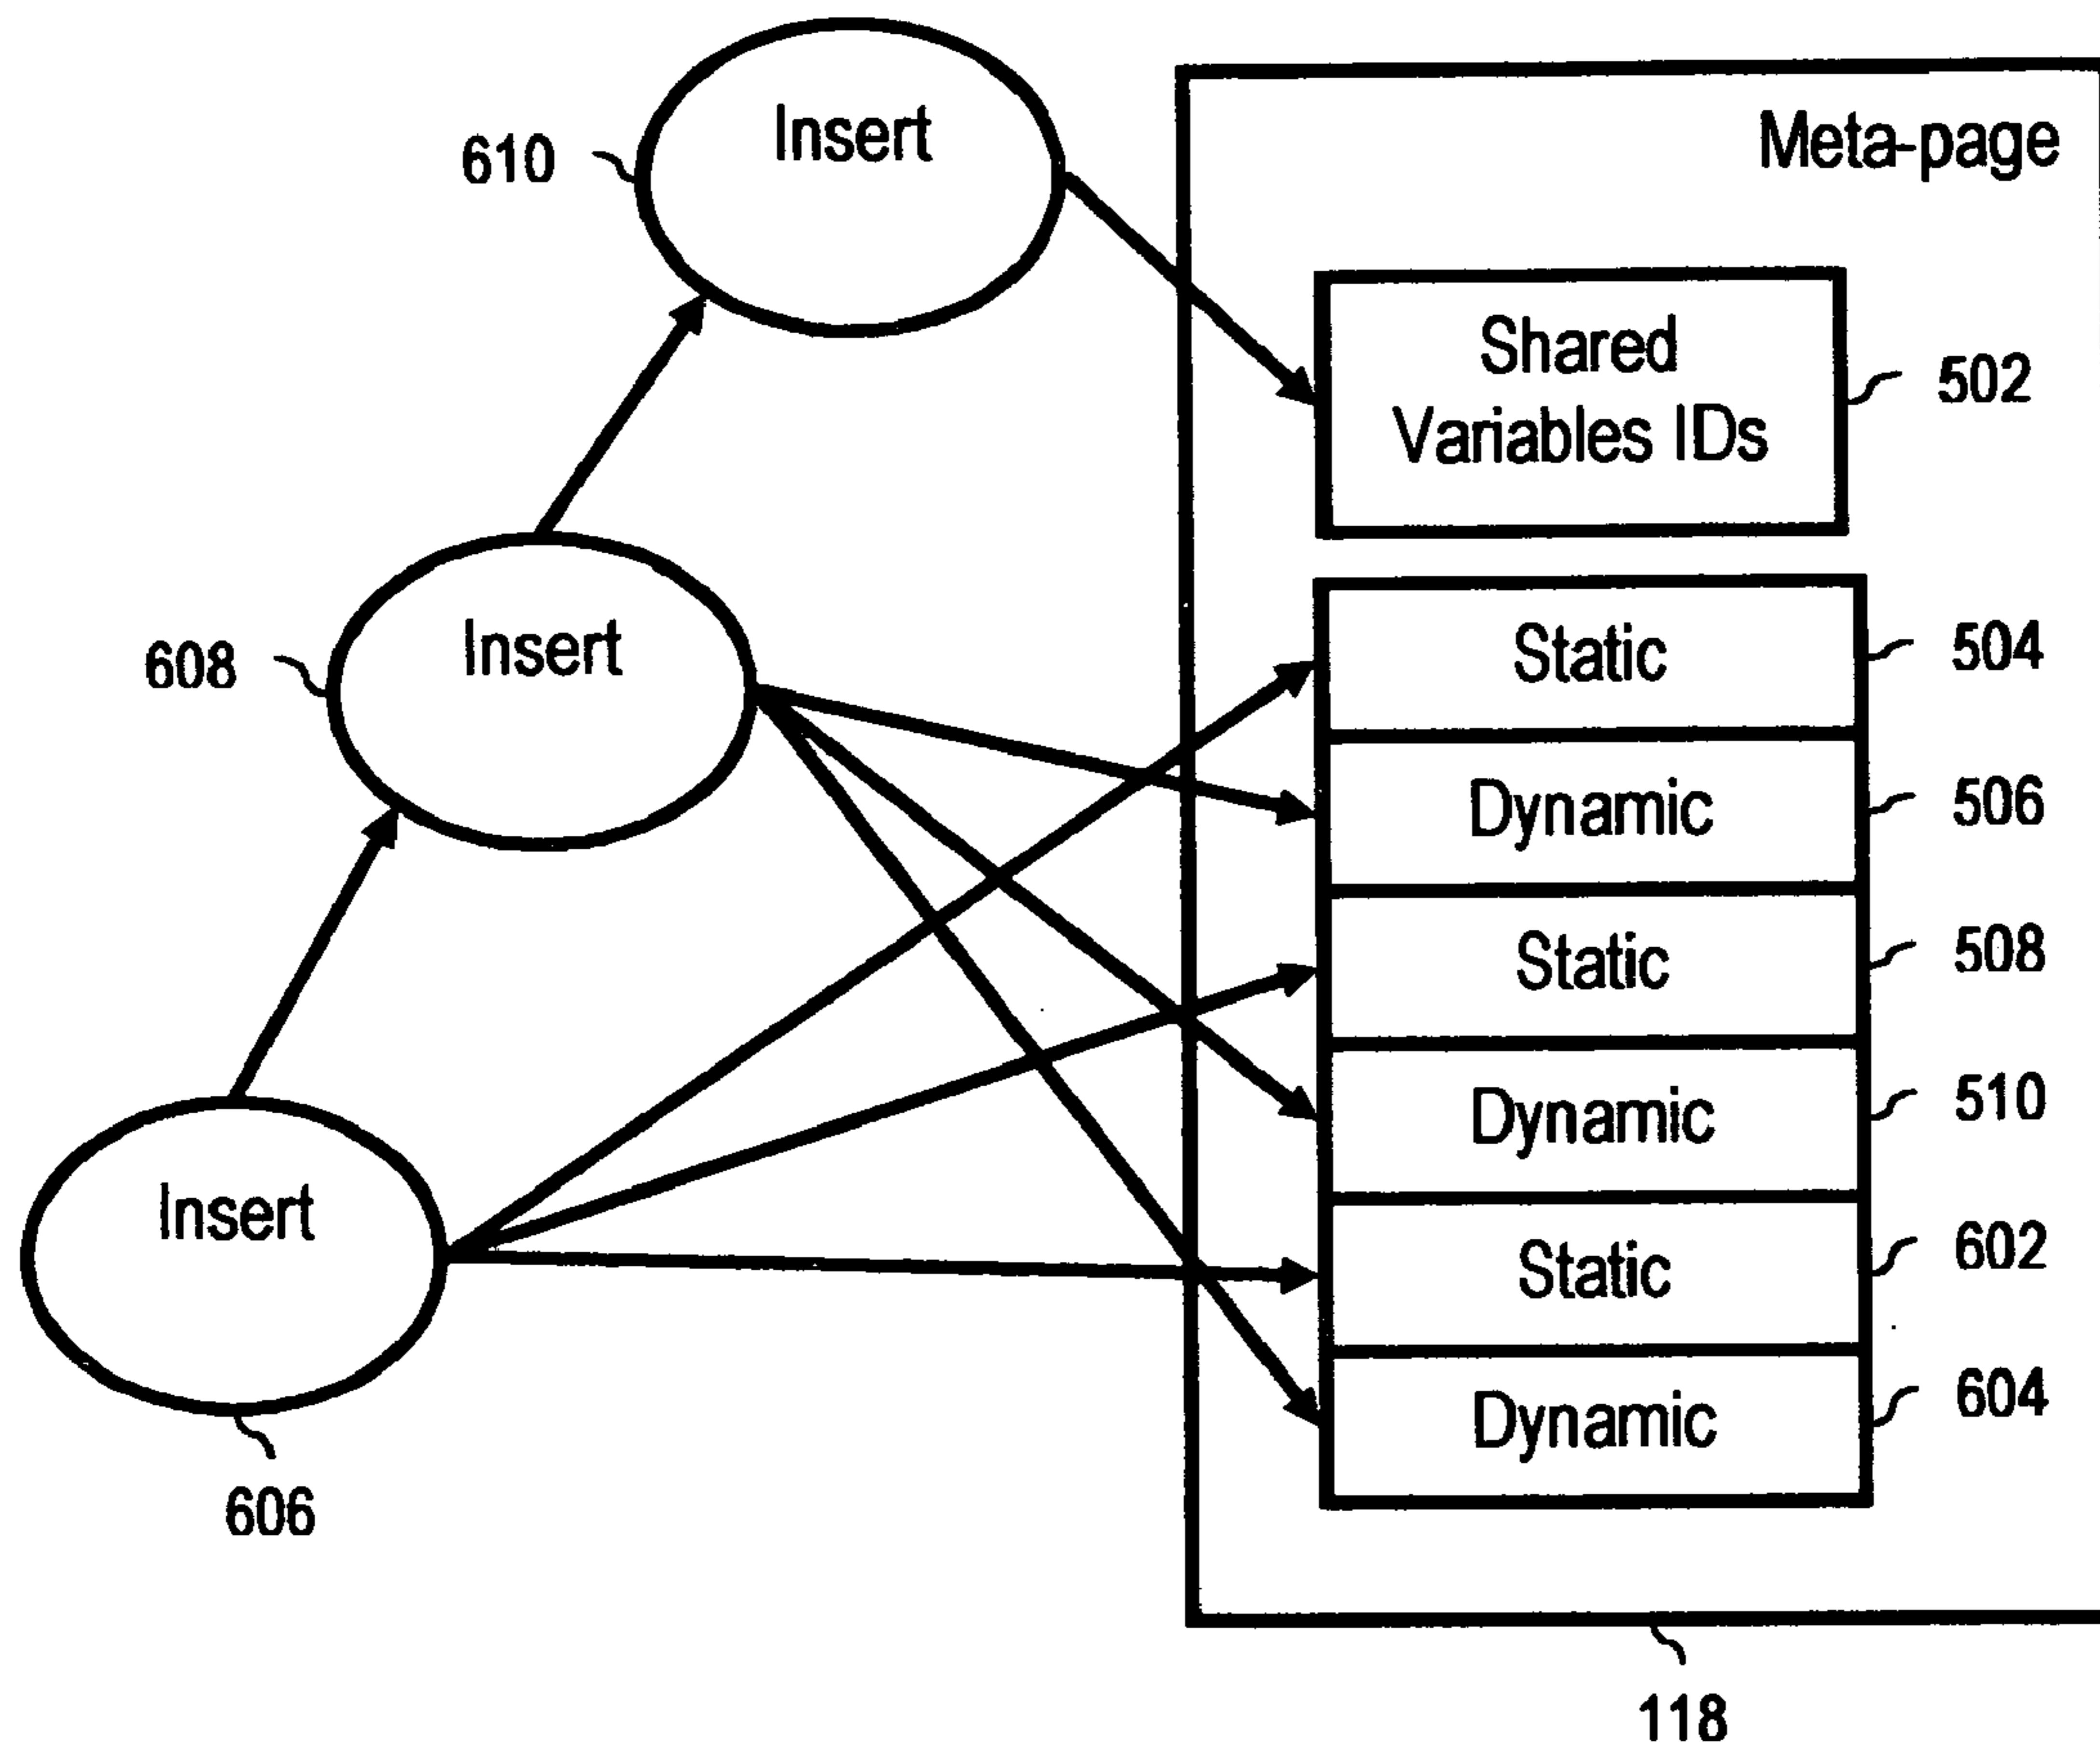 Insert
610
Meta-page
Shared
Variables IDs
502
Insert
608
Static
504
Dynamic
506
Static
508
Dynamic
510
Insert
606
Static
602
Dynamic
604
118